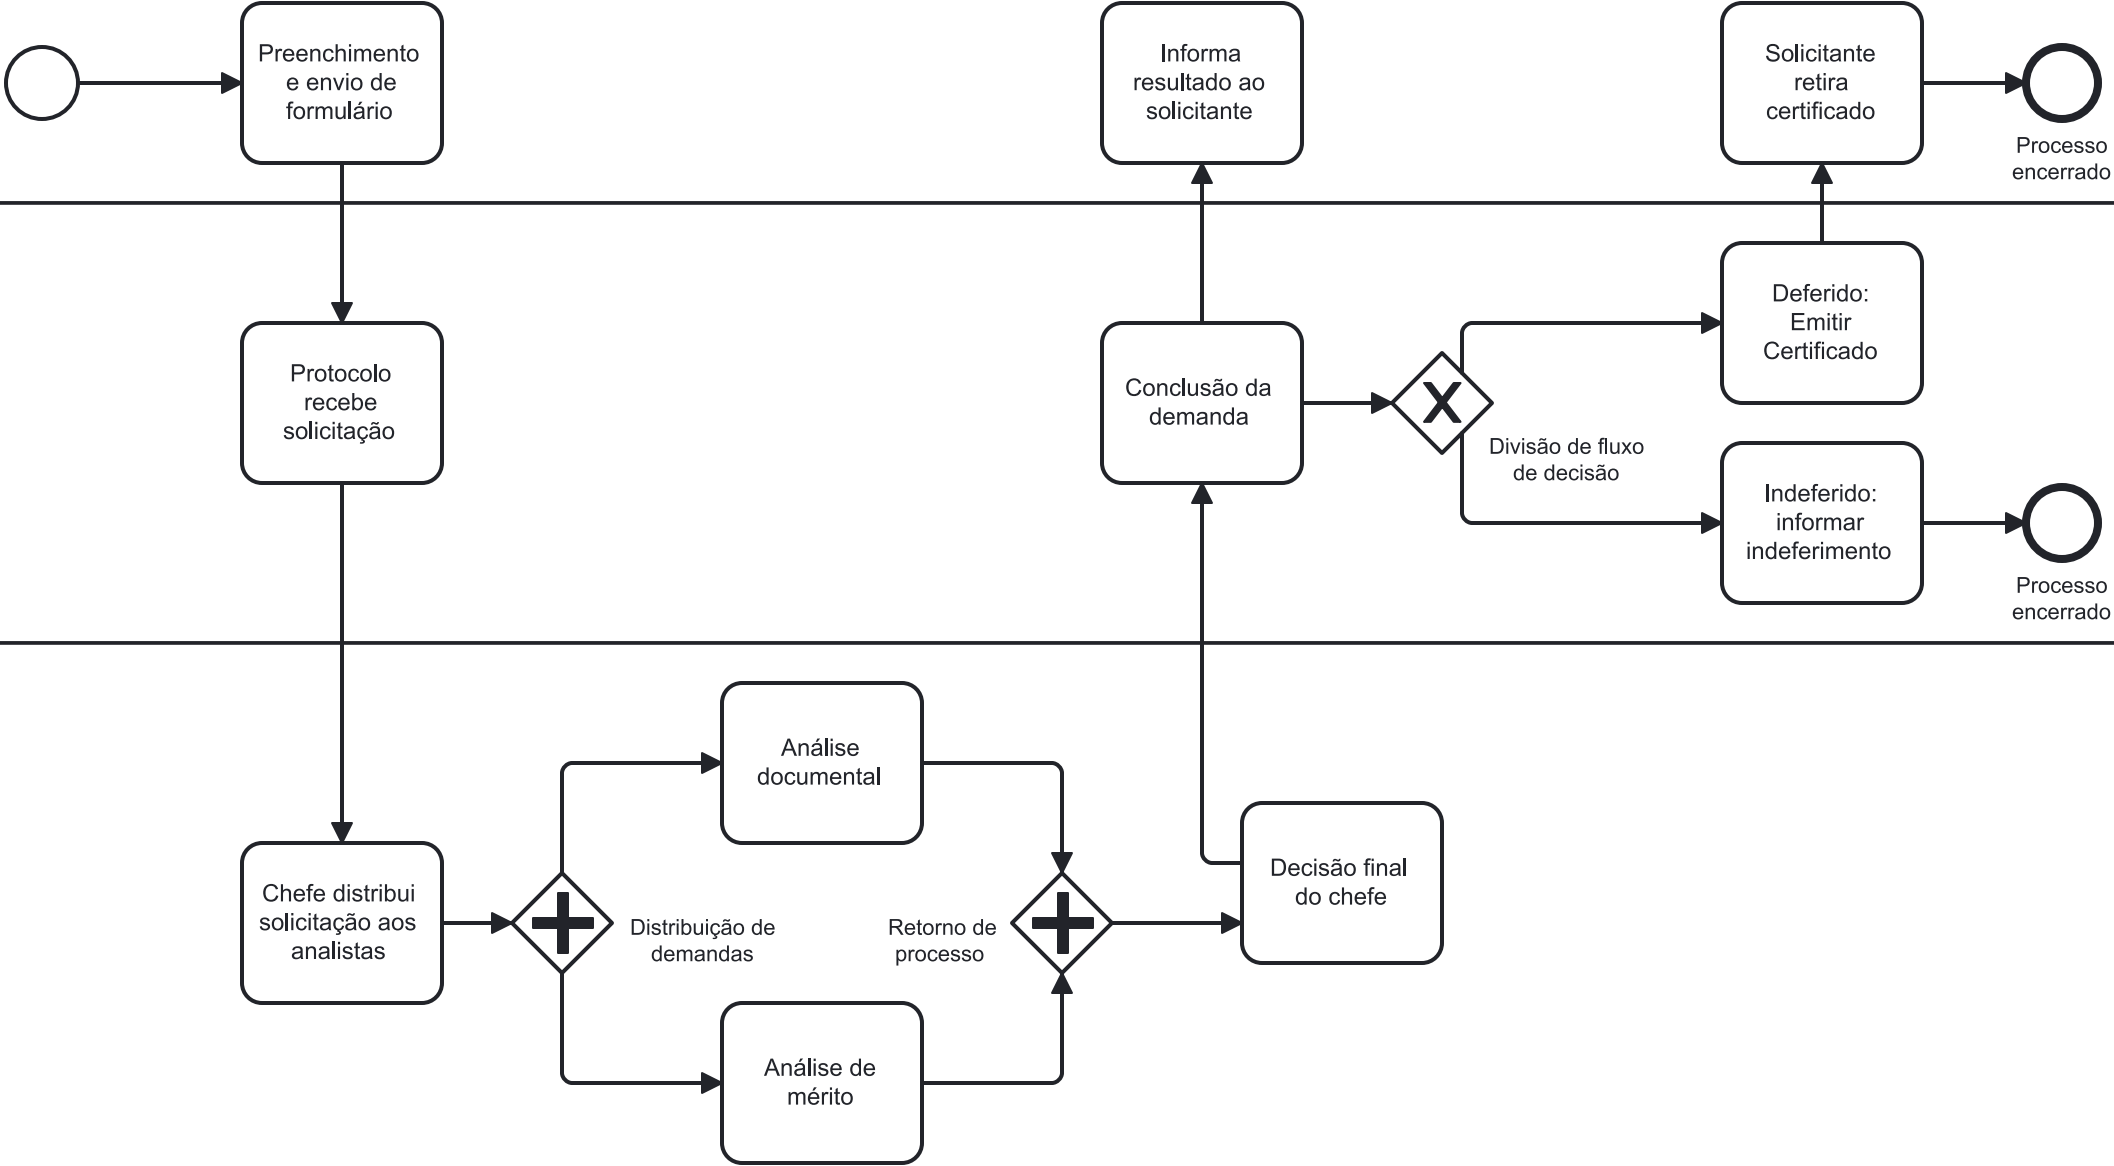 Preenchimento
e envio de
formulário
Informa
resultado ao
solicitante
Solicitante
retira
certificado
Processo
encerrado
Protocolo
recebe
solicitação
Conclusão da
demanda
X
Divisão de fluxo
de decisão
Deferido:
Emitir
Certificado
Indeferido:
informar
indeferimento
Processo
encerrado
Chefe distribui
solicitação aos
analistas
Distribuição de
demandas
Análise
documental
Análise de
mérito
Retorno de
processo
Decisão final
do chefe